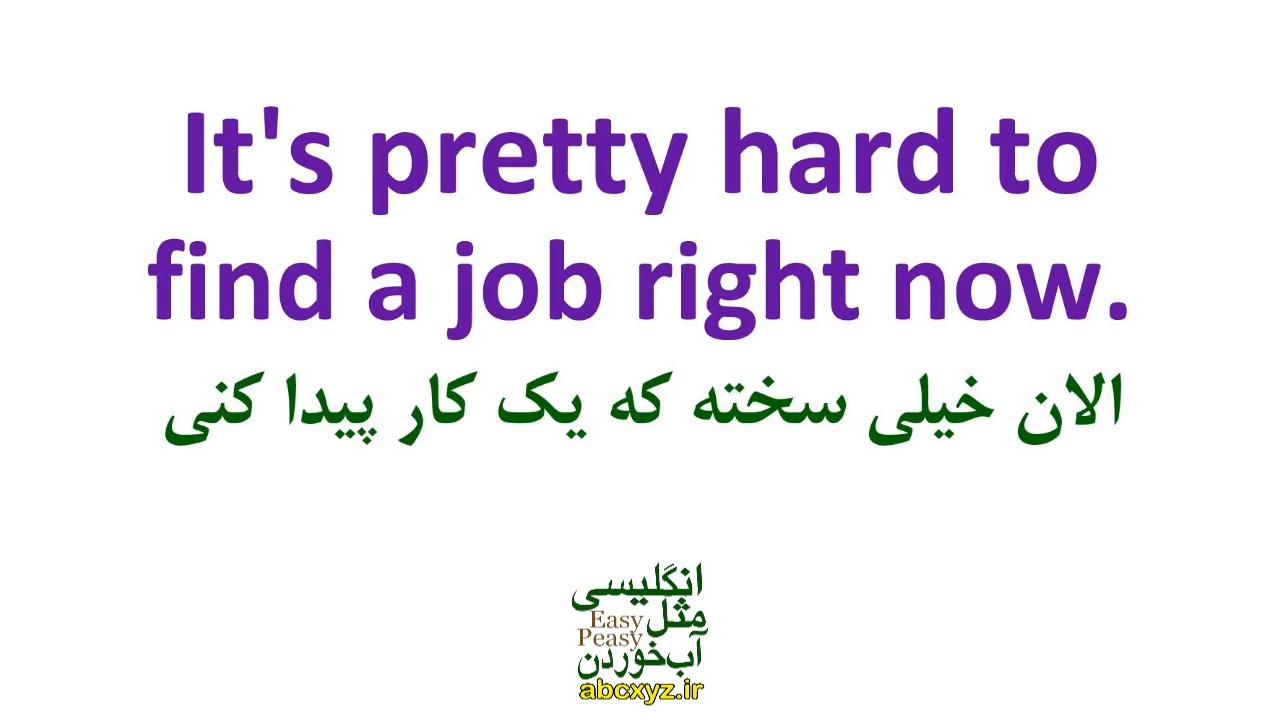 It's pretty hard to
find a job right now.
الان خیلی سخته که یک کار پیدا کنی
انگلیسی
مثل
Easy
Peasy
آب‌خوردن
abcxyz.ir